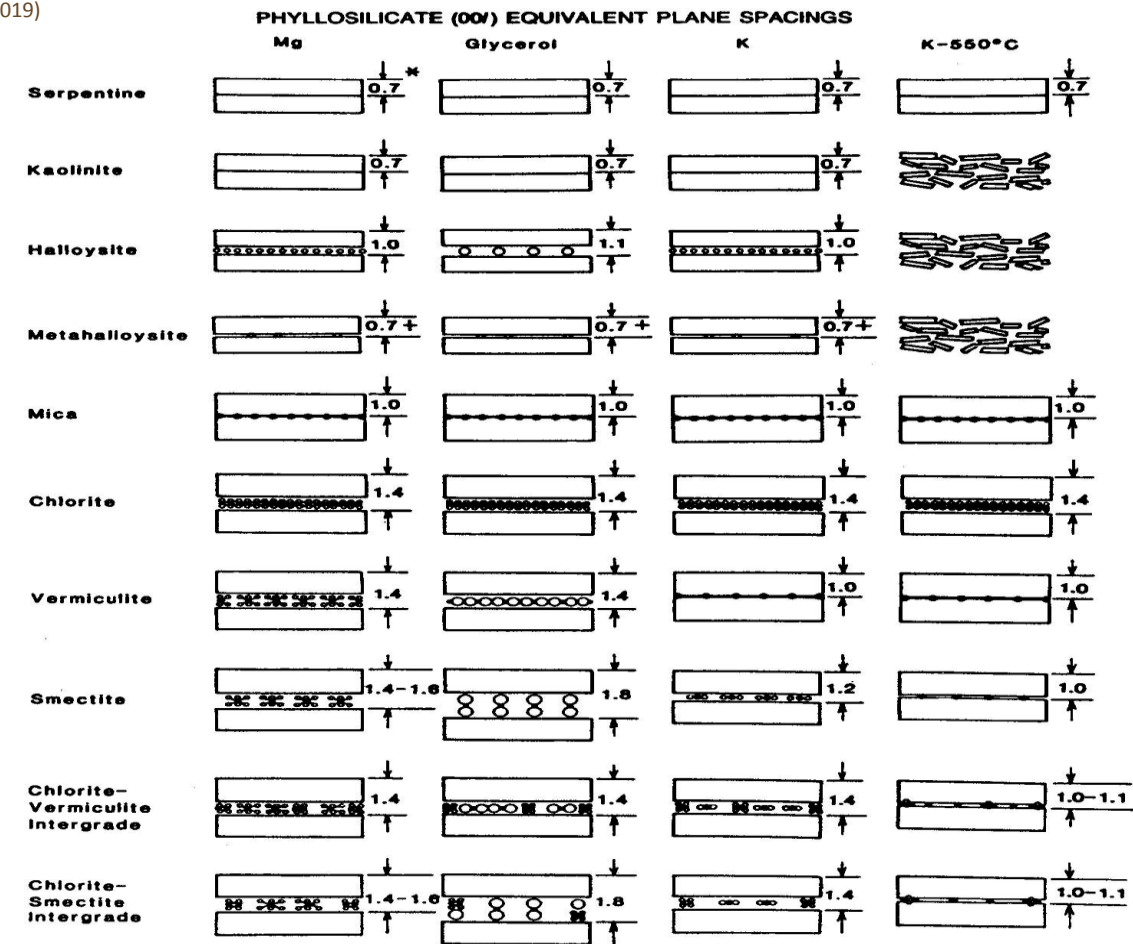 019)
PHYLLOSILICATE (00l) EQUIVALENT PLANE SPACINGS
Mg Glycerol K K-550°C
Serpentine 0.7 * 0.7 0.7 0.7
Kaolinite 0.7 0.7 0.7
Halloysite 1.0 1.1 1.0
Metahalloysite 0.7+ 0.7+ 0.7+
Mica 1.0 1.0 1.0 1.0
Chlorite 1.4 1.4 1.4 1.4
Vermiculite 1.4 1.4 1.0 1.0
Smectite 1.4-1.6 1.8 1.2 1.0
Chlorite-
Vermiculite 1.4 1.4 1.4 1.0-1.1
Intergrade
Chlorite-
Smectite 1.4-1.6 1.8 1.4 1.0-1.1
Intergrade